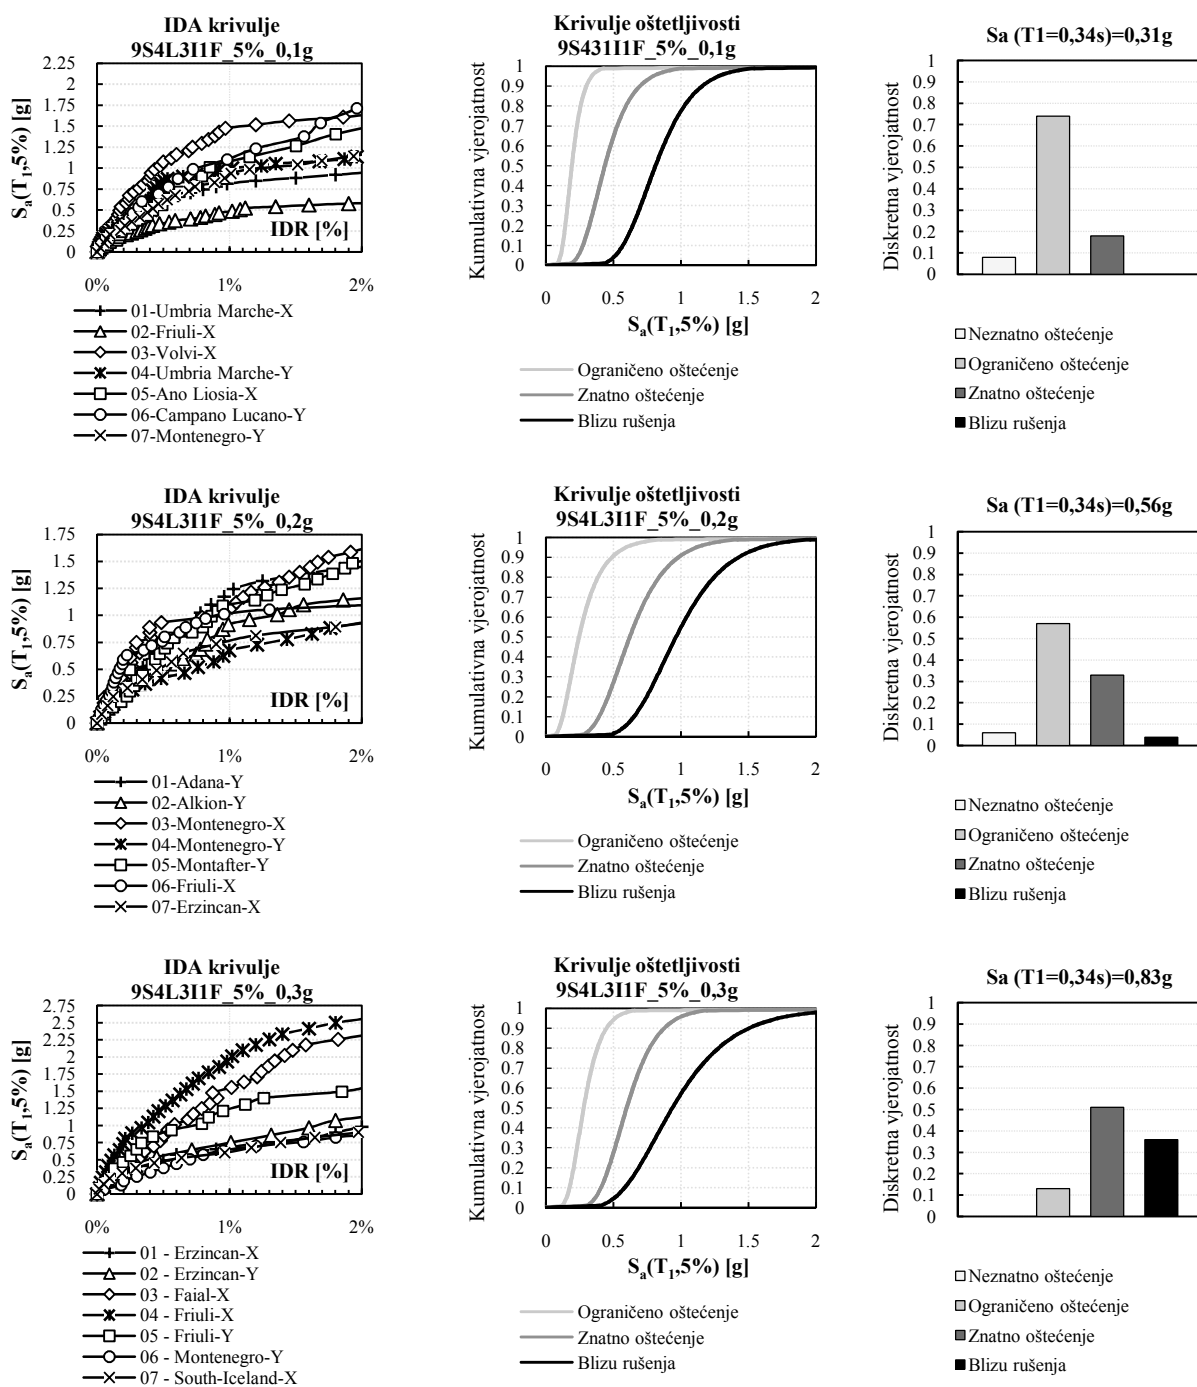 IDA krivulje
9S4L3I1F_5%_0,1g
2.25
2
1.75
1.5
1.25
1
0.75
0.5
0.25
0
Sa(T1,5%) [g]
IDR [%]
0% 1% 2%
01-Umbria Marche-X
02-Friuli-X
03-Volvi-X
04-Umbria Marche-Y
05-Ano Liosia-X
06-Campano Lucano-Y
07-Montenegro-Y
Krivulje oštetljivosti
9S431I1F_5%_0,1g
Kumulativna vjerojatnost
1
0.9
0.8
0.7
0.6
0.5
0.4
0.3
0.2
0.1
0
0 0.5 1 1.5 2
Sa(T1,5%) [g]
Ograničeno oštećenje
Znatno oštećenje
Blizu rušenja
Sa (T1=0,34s)=0,31g
Diskretna vjerojatnost
1
0.9
0.8
0.7
0.6
0.5
0.4
0.3
0.2
0.1
0
Neznatno oštećenje
Ograničeno oštećenje
Znatno oštećenje
Blizu rušenja
IDA krivulje
9S4L3I1F_5%_0,2g
1.75
1.5
1.25
1
0.75
0.5
0.25
0
Sa(T1,5%) [g]
IDR [%]
0% 1% 2%
01-Adana-Y
02-Alkion-Y
03-Montenegro-X
04-Montenegro-Y
05-Montafter-Y
06-Friuli-X
07-Erzincan-X
Krivulje oštetljivosti
9S4L3I1F_5%_0,2g
Kumulativna vjerojatnost
1
0.9
0.8
0.7
0.6
0.5
0.4
0.3
0.2
0.1
0
0 0.5 1 1.5 2
Sa(T1,5%) [g]
Ograničeno oštećenje
Znatno oštećenje
Blizu rušenja
Sa (T1=0,34s)=0,56g
Diskretna vjerojatnost
1
0.9
0.8
0.7
0.6
0.5
0.4
0.3
0.2
0.1
0
Neznatno oštećenje
Ograničeno oštećenje
Znatno oštećenje
Blizu rušenja
IDA krivulje
9S4L3I1F_5%_0,3g
2.75
2.5
2.25
2
1.75
1.5
1.25
1
0.75
0.5
0.25
0
Sa(T1,5%) [g]
IDR [%]
0% 1% 2%
01 - Erzincan-X
02 - Erzincan-Y
03 - Faial-X
04 - Friuli-X
05 - Friuli-Y
06 - Montenegro-Y
07 - South-Iceland-X
Krivulje oštetljivosti
9S4L3I1F_5%_0,3g
Kumulativna vjerojatnost
1
0.9
0.8
0.7
0.6
0.5
0.4
0.3
0.2
0.1
0
0 0.5 1 1.5 2
Sa(T1,5%) [g]
Ograničeno oštećenje
Znatno oštećenje
Blizu rušenja
Sa (T1=0,34s)=0,83g
Diskretna vjerojatnost
1
0.9
0.8
0.7
0.6
0.5
0.4
0.3
0.2
0.1
0
Neznatno oštećenje
Ograničeno oštećenje
Znatno oštećenje
Blizu rušenja